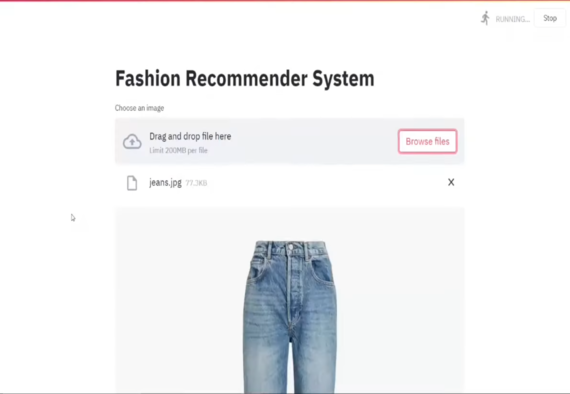 RUNNING...
Stop
Fashion Recommender System
Choose an image
Drag and drop file here
Limit 200MB per file
Browse files
jeans.jpg 77.3KB
X